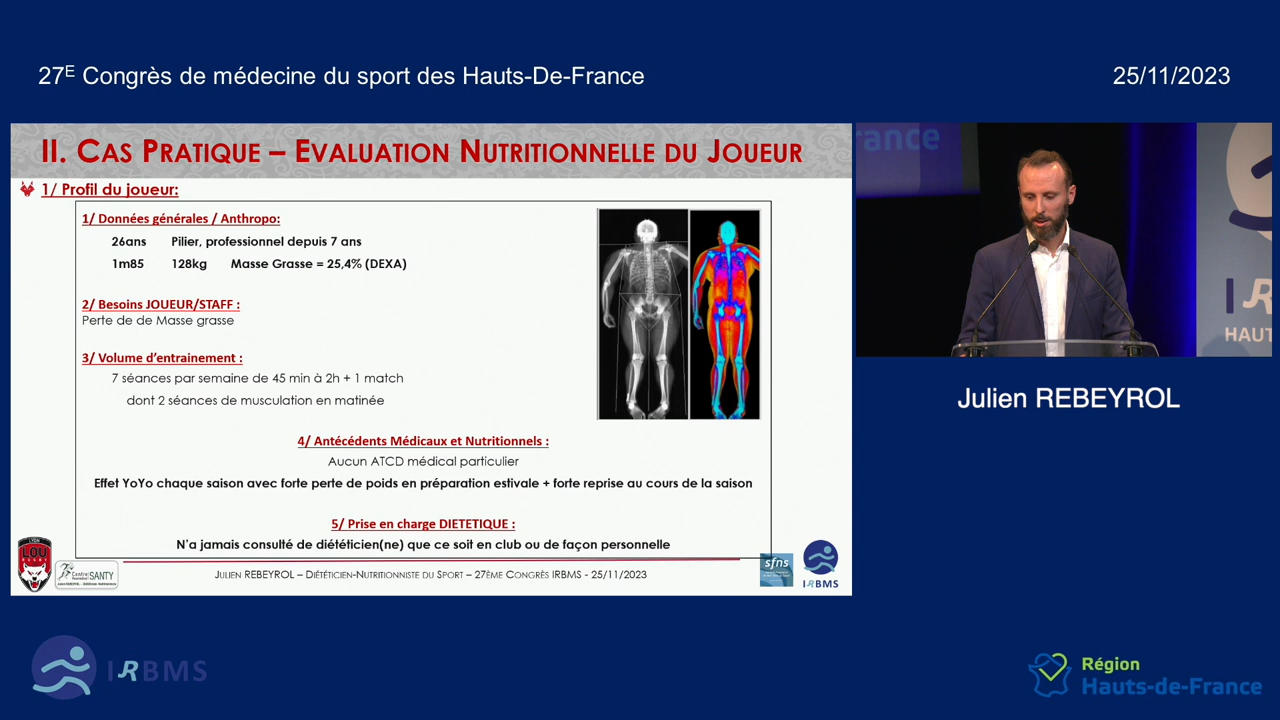 27E Congrès de médecine du sport des Hauts-De-France
25/11/2023
II. Cas Pratique – Evaluation Nutritionnelle du Joueur
1/ Profil du joueur:
1/ Données générales / Anthropo:
26ans Pilier, professionnel depuis 7 ans
1m85 128kg Masse Grasse = 25,4% (DEXA)
2/ Besoins JOUEUR/STAFF :
Perte de de Masse grasse
3/ Volume d'entrainement :
7 séances par semaine de 45 min à 2h + 1 match
dont 2 séances de musculation en matinée
4/ Antécédents Médicaux et Nutritionnels :
Aucun ATCD médical particulier
Effet YoYo chaque saison avec forte perte de poids en préparation estivale + forte reprise au cours de la saison
5/ Prise en charge DIETETIQUE :
N'a jamais consulté de diététicien(ne) que ce soit en club ou de façon personnelle
Julien REBEYROL – Diététicien-Nutritionniste du Sport – 27ème Congrès IRBMS - 25/11/2023
LYON
LOU
RUGBY
SANTY
sfns
IRBMS
rance
I R
HAUT
Julien REBEYROL
IRBMS
Région
Hauts-de-France